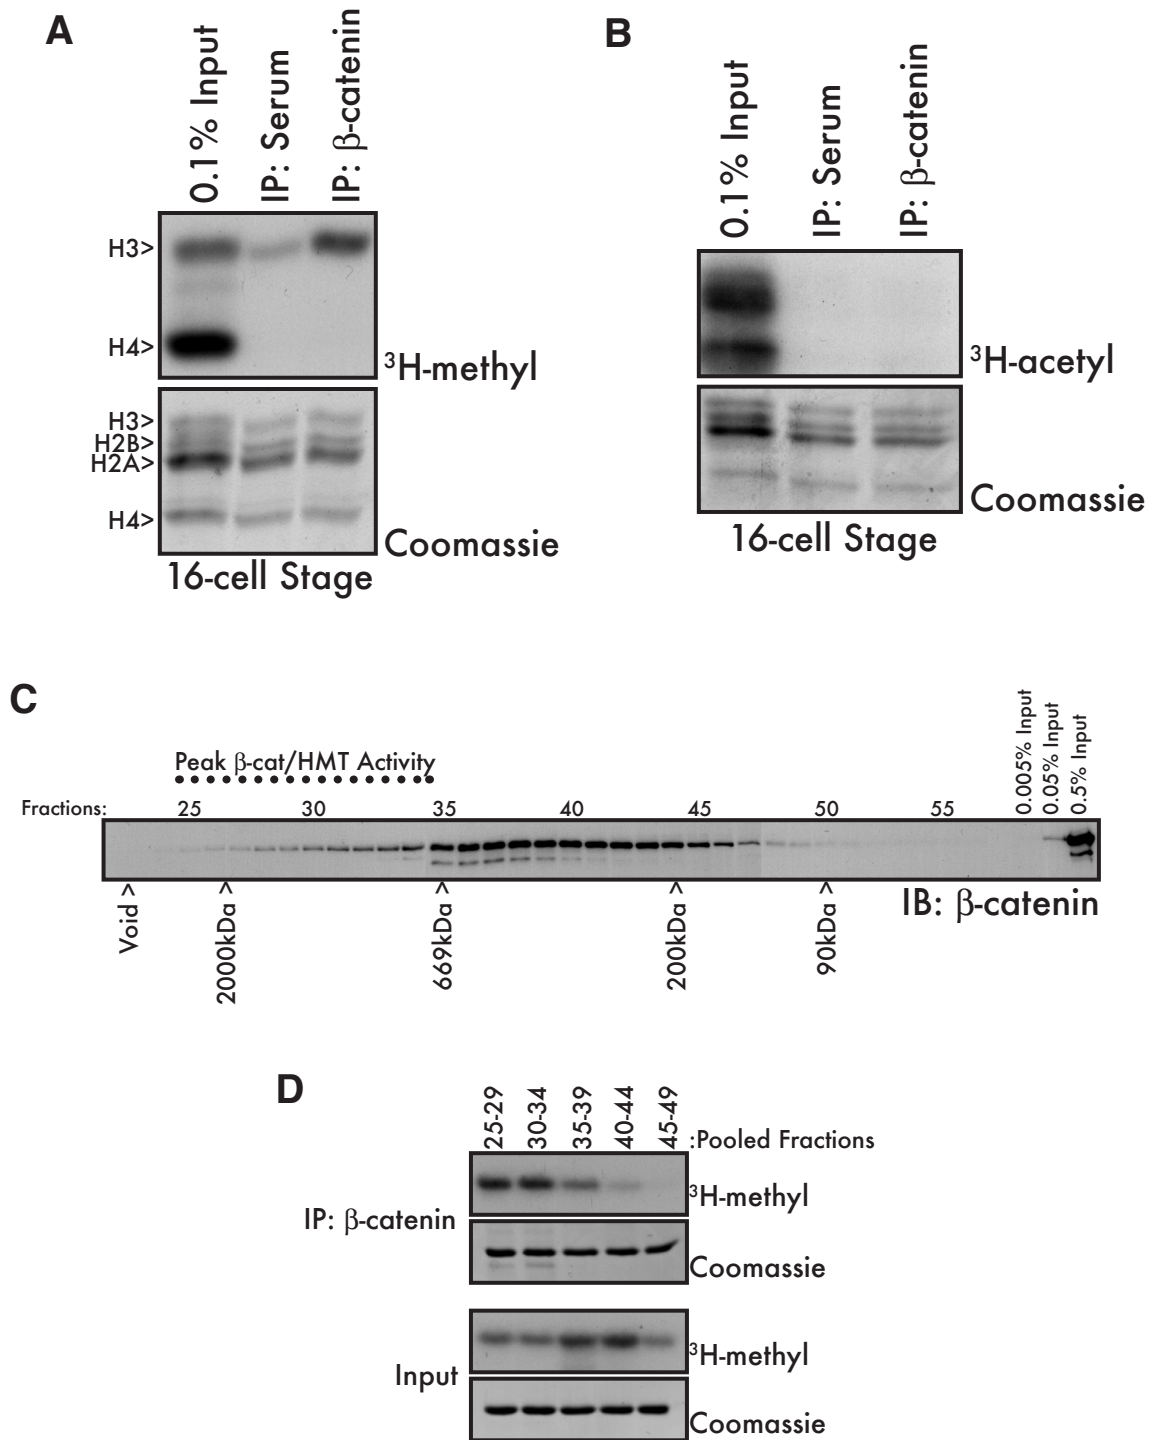 A
0.1% Input
IP: Serum
IP: β-catenin
H3>
H4>
³H-methyl
H3>
H2B>
H2A>
H4>
Coomassie
16-cell Stage
B
0.1% Input
IP: Serum
IP: β-catenin
³H-acetyl
Coomassie
16-cell Stage
C
Peak β-cat/HMT Activity
0.005% Input
0.05% Input
0.5% Input
Fractions: 25 30 35 40 45 50 55
Void >
2000kDa >
669kDa >
200kDa >
90kDa >
IB: β-catenin
D
25-29
30-34
35-39
40-44
45-49
:Pooled Fractions
³H-methyl
IP: β-catenin
Coomassie
³H-methyl
Input
Coomassie